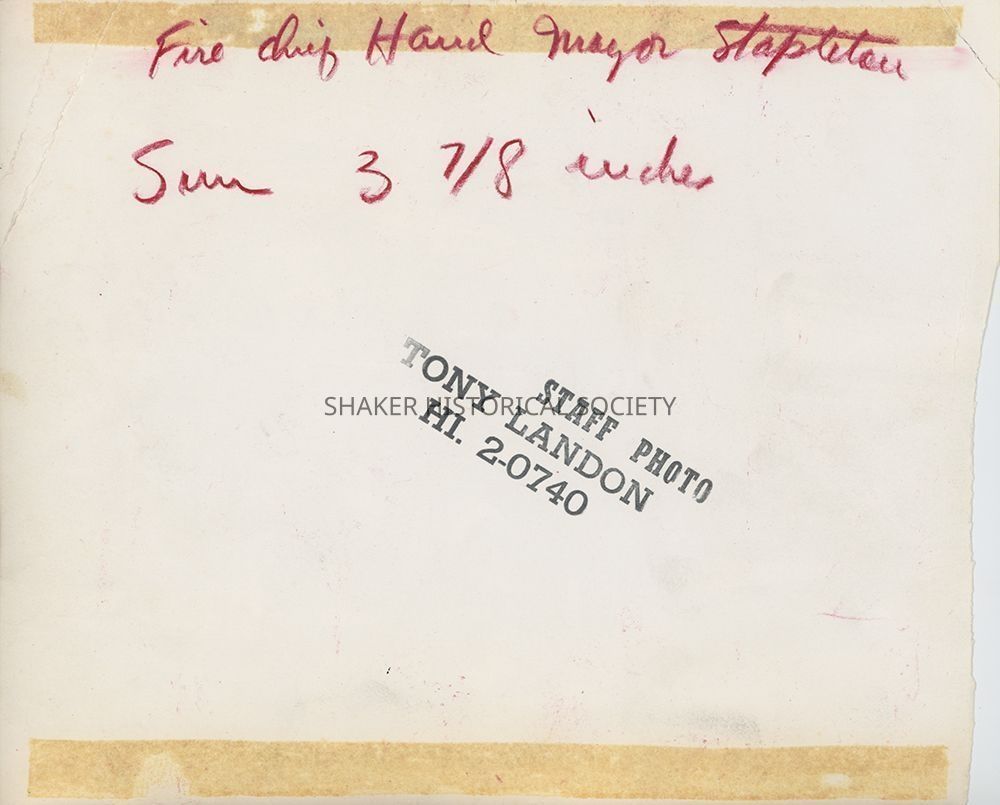 Fire chief Hand Mayor Stapleton
Sun 3 7/8 inches
STAFF PHOTO
TONY LANDON
HI. 2-0740
SHAKER HISTORICAL SOCIETY